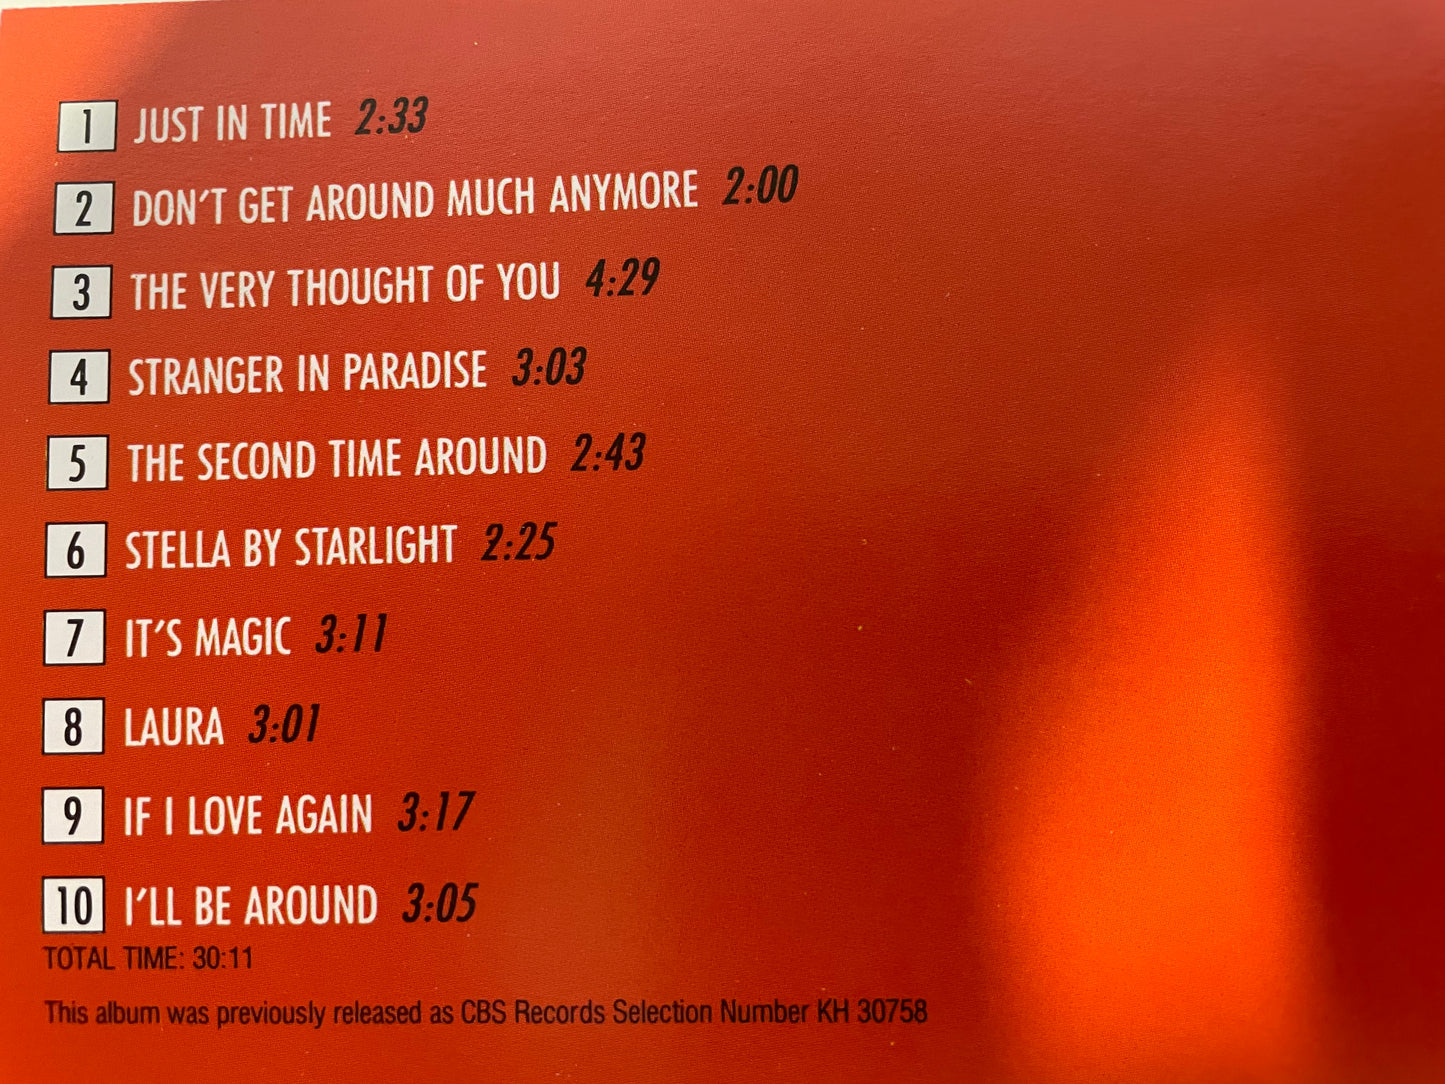 1 JUST IN TIME 2:33
2 DON'T GET AROUND MUCH ANYMORE 2:00
3 THE VERY THOUGHT OF YOU 4:29
4 STRANGER IN PARADISE 3:03
5 THE SECOND TIME AROUND 2:43
6 STELLA BY STARLIGHT 2:25
7 IT'S MAGIC 3:11
8 LAURA 3:01
9 IF I LOVE AGAIN 3:17
10 I'LL BE AROUND 3:05
TOTAL TIME: 30:11
This album was previously released as CBS Records Selection Number KH 30758